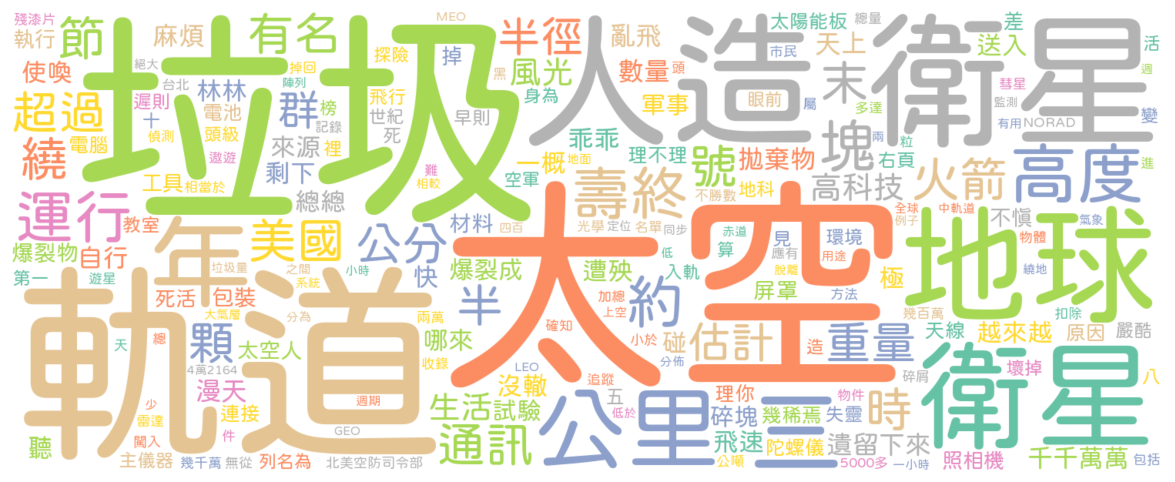 殘漆片 執行 節 麻煩 有名 MEO 探險 掉 半徑 亂飛 太陽能板 總量 差 活
使喚 絕大 台北 林林 群 掉回 陣列 黑 風光 數量 頭 市民 天上 送入 週
超過 遲則 電池 榜 飛行 身為 軍事 眼前 末 多達 屬 彗星 監測 變
電腦 十 偵測 頭級 記錄 世紀 早則 人造衛星 有用 NORAD
垃圾 裡 死 乖乖 理不理 號 拋棄物 兩 粒 右頁
繞 遨遊 來源 難 一概 地面 塊 火箭 高度 進
工具 相當於 剩下 相較 空軍 不勝數 地科 高科技
運行 教室 總總 材料 四百 壽終 光學 定位 名單 同步 全球 例子 中軌道 不慎 氣象
爆裂物 自行 年 美國 公分 快 太空 赤道 見 環境 物體
第一 遊星 垃圾量 之間 小時 爆裂成 遭殃 低 算 應有 用途 繞地 地球
死活 包裝 系統 入軌 脫離 屏罩 方法 極 幾百萬 扣除
軌道 大氣層 分為 兩萬 半 加總 上空 約
天 總 顆 太空人 哪來 收錄 確知 小於 碰 估計 造 重量 天線 越來越 原因 嚴酷
4萬2164 LEO 沒轍 追蹤 分佈 碎屑 壞掉 八
少 漫天 週期 生活 試驗 五 低於 理你 物件 衛星
雷達 連接 件 GEO 公里 三 碎塊 幾稀焉 失靈 時
聽 闖入 通訊 飛速 陀螺儀 遺留下來
主儀器 幾千萬 無從 列名為 北美空防司令部 公噸 5000多 一小時 照相機 千千萬萬 包括